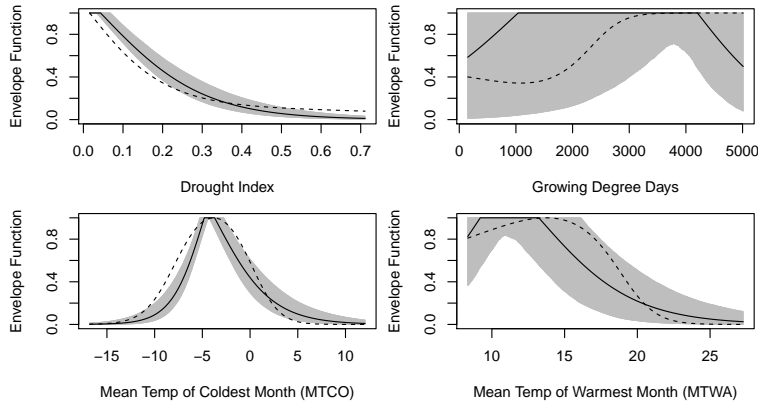 Envelope Function
0.0 0.4 0.8
0.0 0.1 0.2 0.3 0.4 0.5 0.6 0.7
Drought Index
Envelope Function
0.0 0.4 0.8
0 1000 2000 3000 4000 5000
Growing Degree Days
Envelope Function
0.0 0.4 0.8
−15 −10 −5 0 5 10
Mean Temp of Coldest Month (MTCO)
Envelope Function
0.0 0.4 0.8
10 15 20 25
Mean Temp of Warmest Month (MTWA)